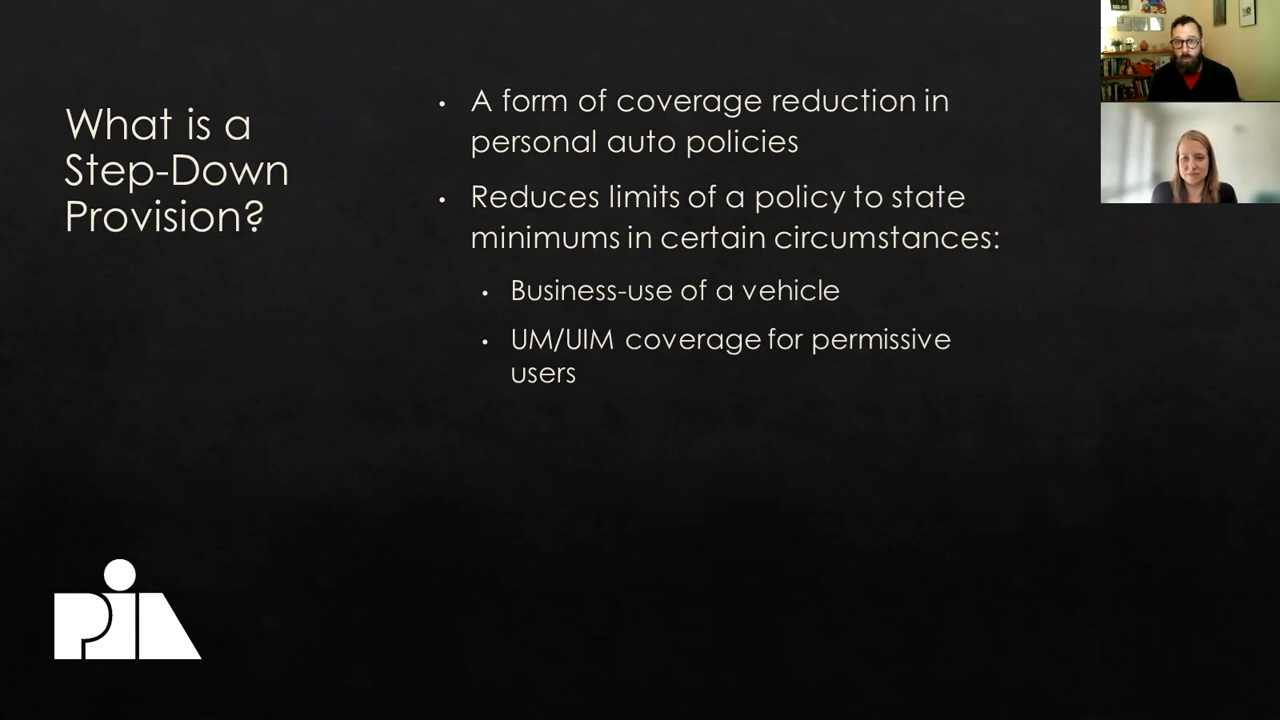 What is a
Step-Down
Provision?
• A form of coverage reduction in
personal auto policies
• Reduces limits of a policy to state
minimums in certain circumstances:
• Business-use of a vehicle
• UM/UIM coverage for permissive
users
PIA